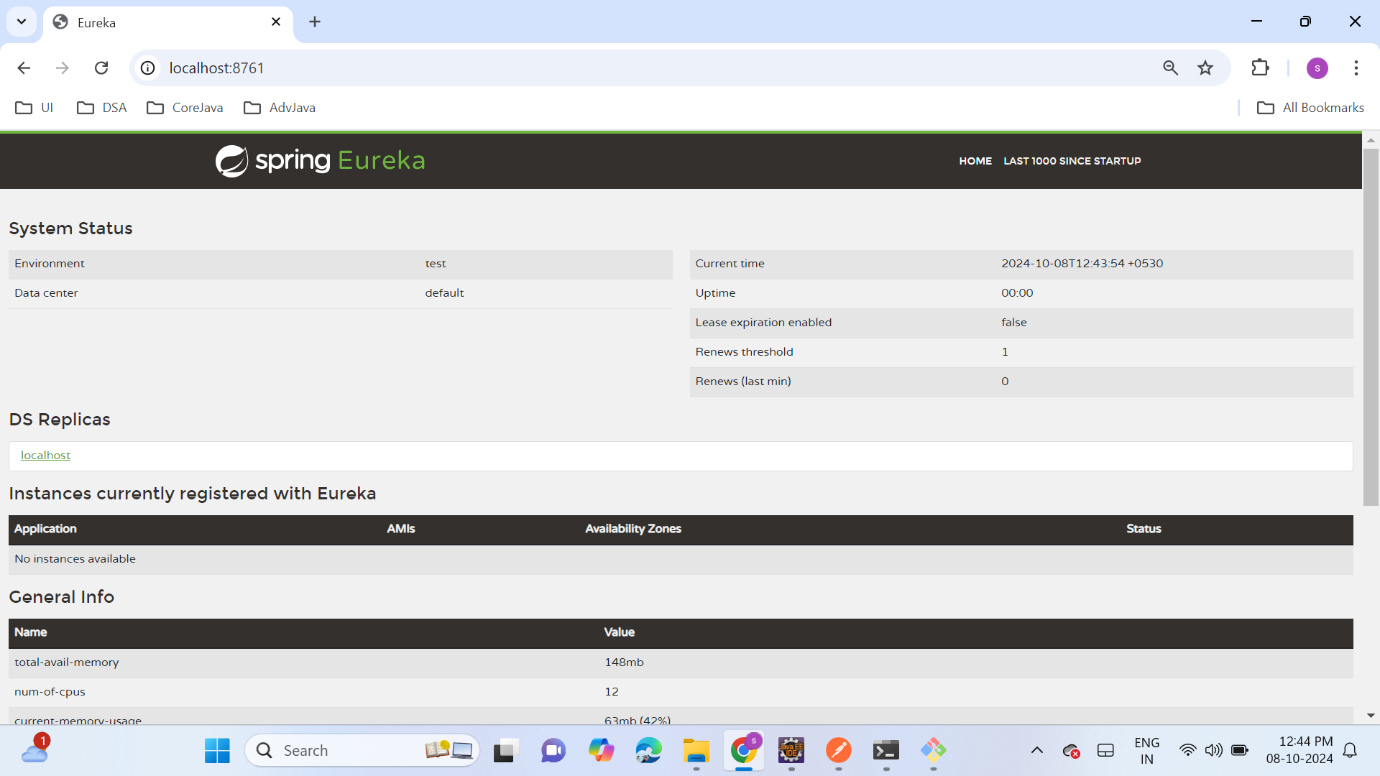 Eureka
localhost:8761
s
UI
DSA
CoreJava
AdvJava
All Bookmarks
spring Eureka
HOME
LAST 1000 SINCE STARTUP
System Status
Environment test
Data center default
Current time 2024-10-08T12:43:54 +0530
Uptime 00:00
Lease expiration enabled false
Renews threshold 1
Renews (last min) 0
DS Replicas
localhost
Instances currently registered with Eureka
Application AMIs Availability Zones Status
No instances available
General Info
Name Value
total-avail-memory 148mb
num-of-cpus 12
current-memory-usage 63mb (42%)
1
Search
S
JAVA EE
IDE
ENG
IN
12:44 PM
08-10-2024